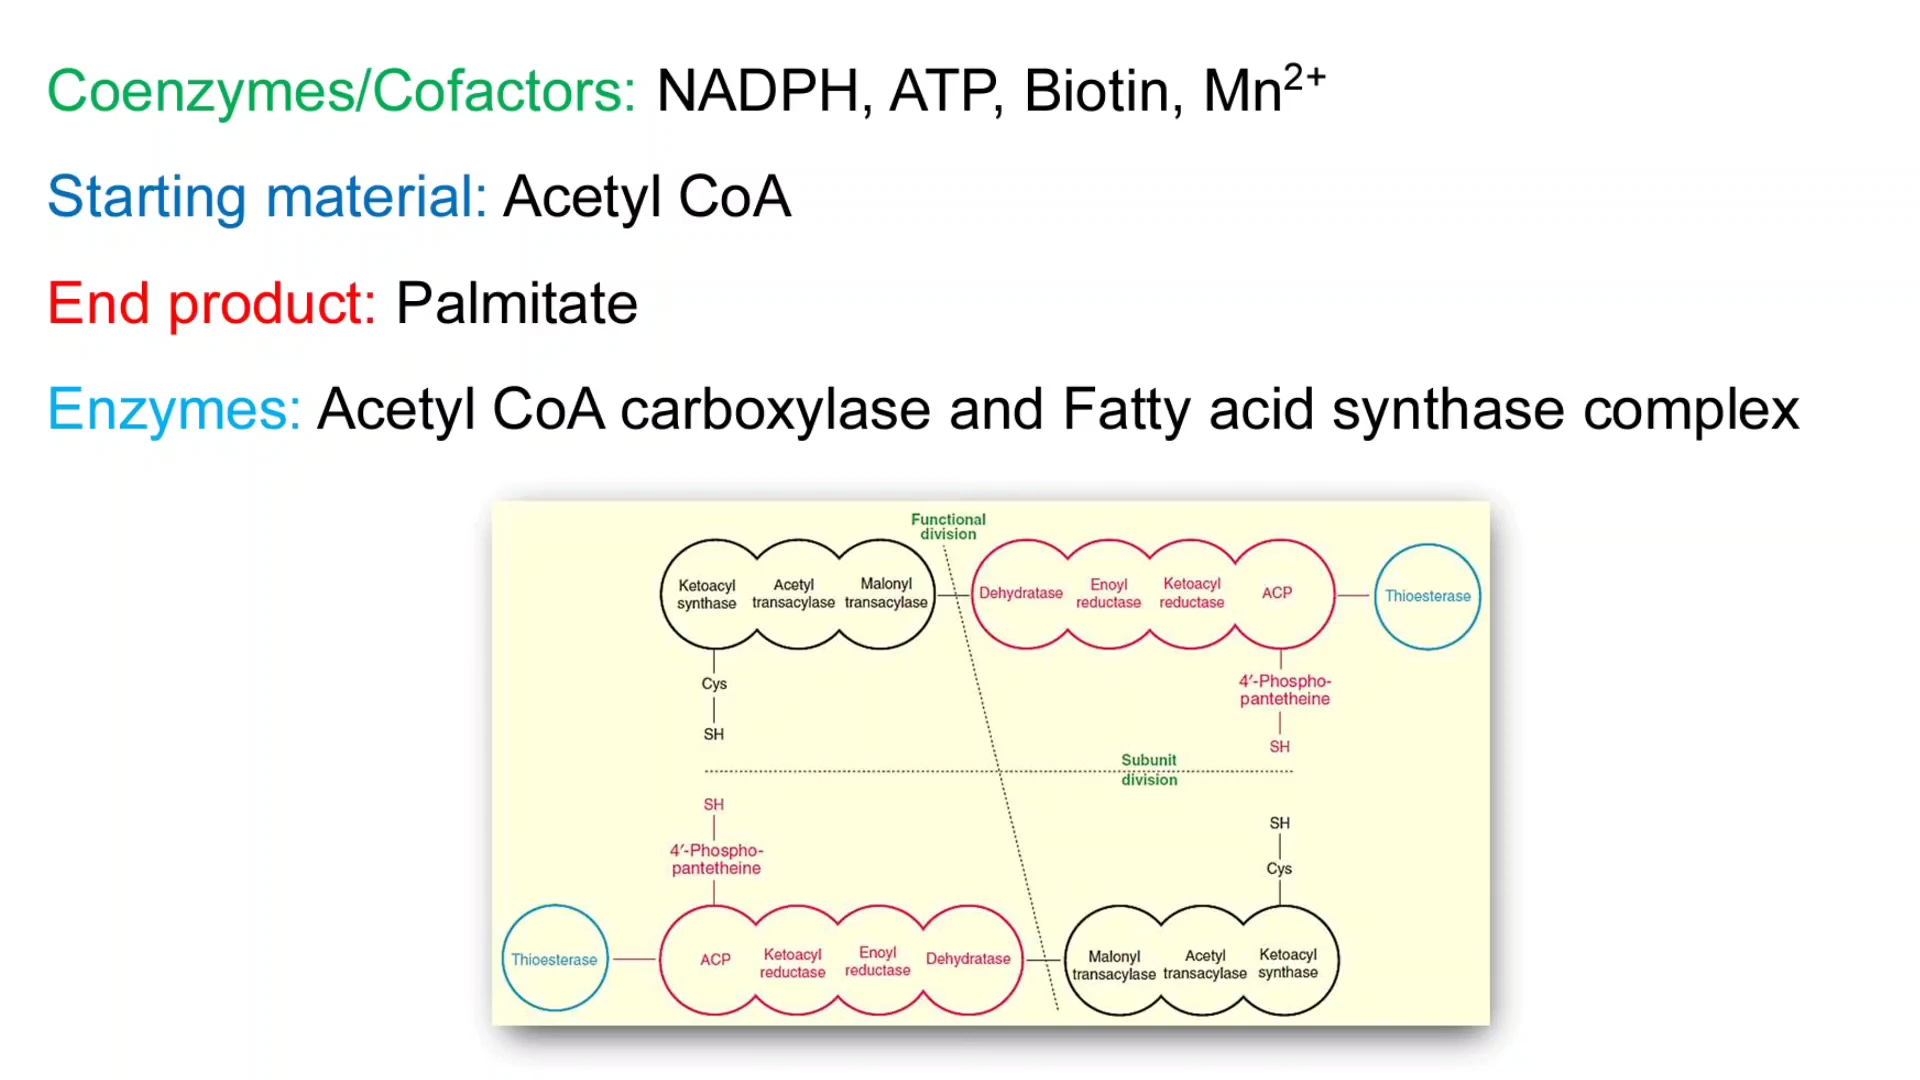 Coenzymes/Cofactors: NADPH, ATP, Biotin, Mn²⁺
Starting material: Acetyl CoA
End product: Palmitate
Enzymes: Acetyl CoA carboxylase and Fatty acid synthase complex
Functional
division
Ketoacyl
synthase
Acetyl
transacylase
Malonyl
transacylase
Dehydratase
Enoyl
reductase
Ketoacyl
reductase
ACP
Thioesterase
Cys
SH
4′-Phospho-
pantetheine
SH
Subunit
division
SH
4′-Phospho-
pantetheine
SH
Cys
Thioesterase
ACP
Ketoacyl
reductase
Enoyl
reductase
Dehydratase
Malonyl
transacylase
Acetyl
transacylase
Ketoacyl
synthase